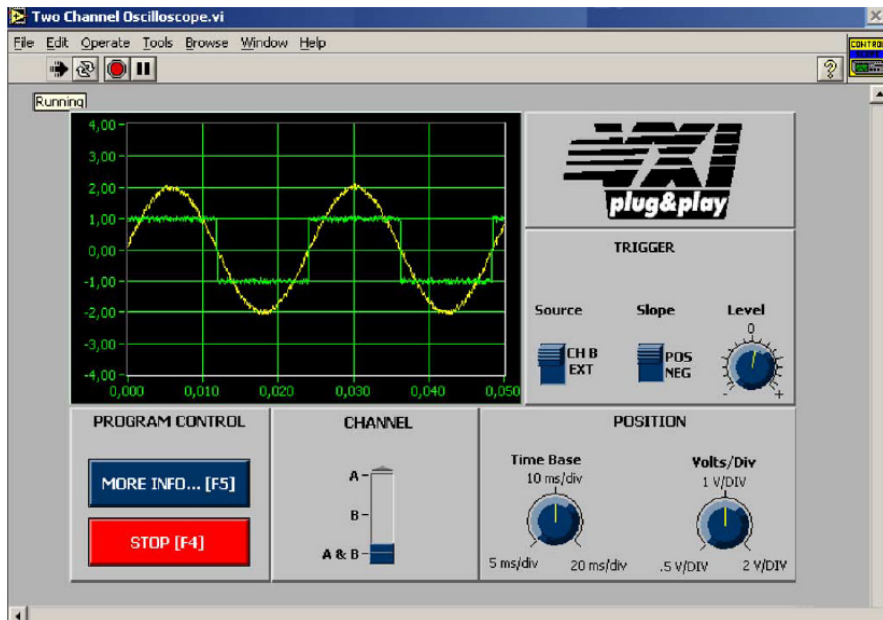 Two Channel Oscilloscope.vi
File Edit Operate Tools Browse Window Help
CONTROL
?
Running
4,00
3,00
2,00
1,00
0,00
-1,00
-2,00
-3,00
-4,00
0,000 0,010 0,020 0,030 0,040 0,050
VXI
plug&play
TRIGGER
Source Slope Level
0
CH B POS
EXT NEG
- +
PROGRAM CONTROL
MORE INFO... [F5]
STOP [F4]
CHANNEL
A
B
A & B
POSITION
Time Base Volts/Div
10 ms/div 1 V/DIV
5 ms/div 20 ms/div .5 V/DIV 2 V/DIV